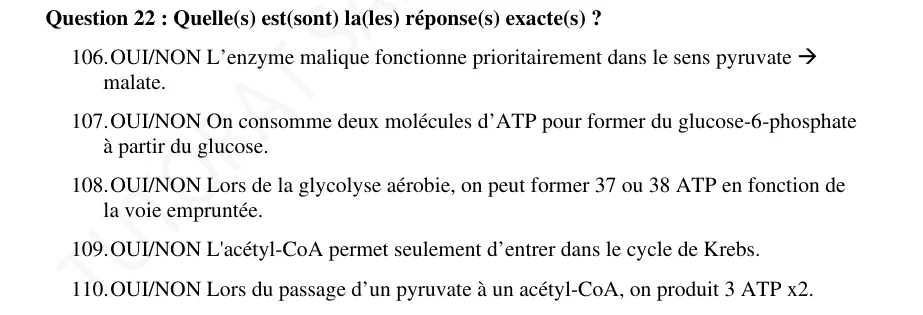 Question 22 : Quelle(s) est(sont) la(les) réponse(s) exacte(s) ?
106.OUI/NON L’enzyme malique fonctionne prioritairement dans le sens pyruvate →
malate.
107.OUI/NON On consomme deux molécules d’ATP pour former du glucose-6-phosphate
à partir du glucose.
108.OUI/NON Lors de la glycolyse aérobie, on peut former 37 ou 38 ATP en fonction de
la voie empruntée.
109.OUI/NON L'acétyl-CoA permet seulement d’entrer dans le cycle de Krebs.
110.OUI/NON Lors du passage d’un pyruvate à un acétyl-CoA, on produit 3 ATP x2.